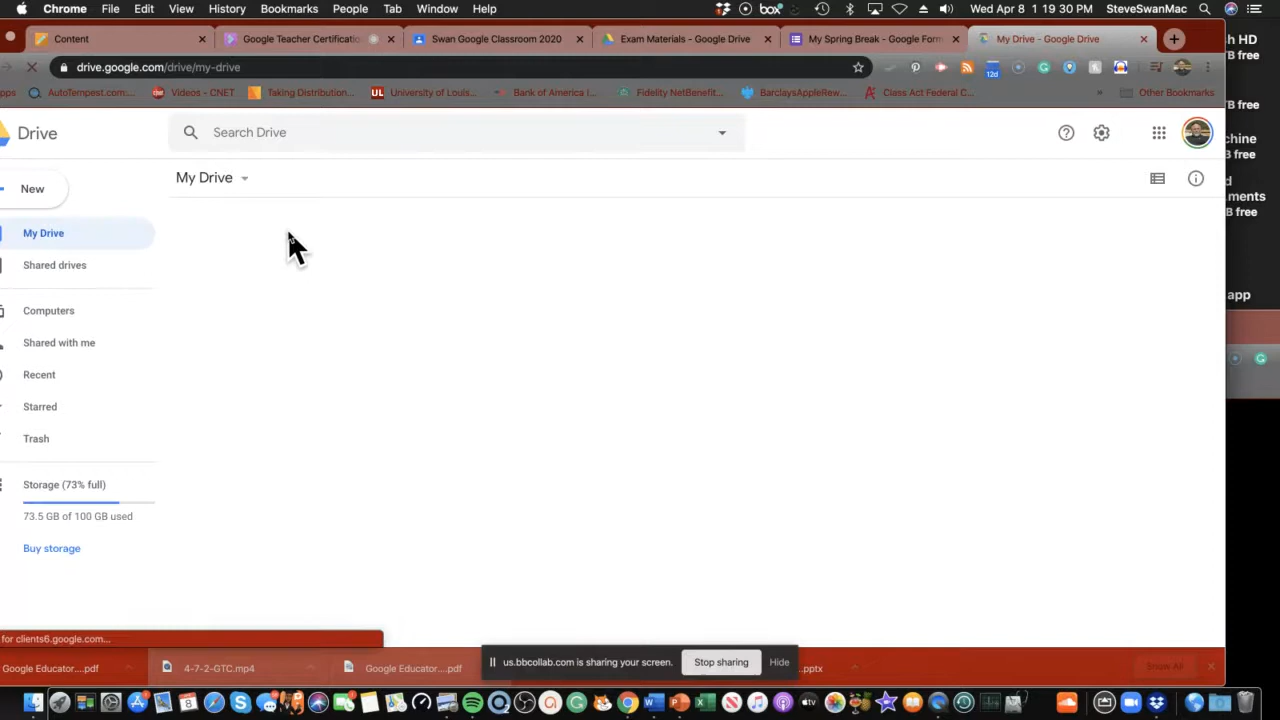 Chrome File Edit View History Bookmarks People Tab Window Help box Wed Apr 8 1:19:30 PM SteveSwanMac
Content Google Teacher Certificatio Swan Google Classroom 2020 Exam Materials - Google Drive My Spring Break - Google Form My Drive - Google Drive
drive.google.com/drive/my-drive 12d
AutoTempest.com:... Videos - CNET Taking Distribution... UL University of Louis... Bank of America I... Fidelity NetBenefit... BarclaysAppleRew... Class Act Federal C... » Other Bookmarks
Drive Search Drive
New My Drive
My Drive
Shared drives
Computers
Shared with me
Recent
Starred
Trash
Storage (73% full)
73.5 GB of 100 GB used
Buy storage
HD
B free
B free
chine
B free
ments
B free
app
for clients6.google.com...
Google Educator....pdf 4-7-2-GTC.mp4 Google Educator....pdf us.bbcollab.com is sharing your screen. Stop sharing Hide .pptx Show All